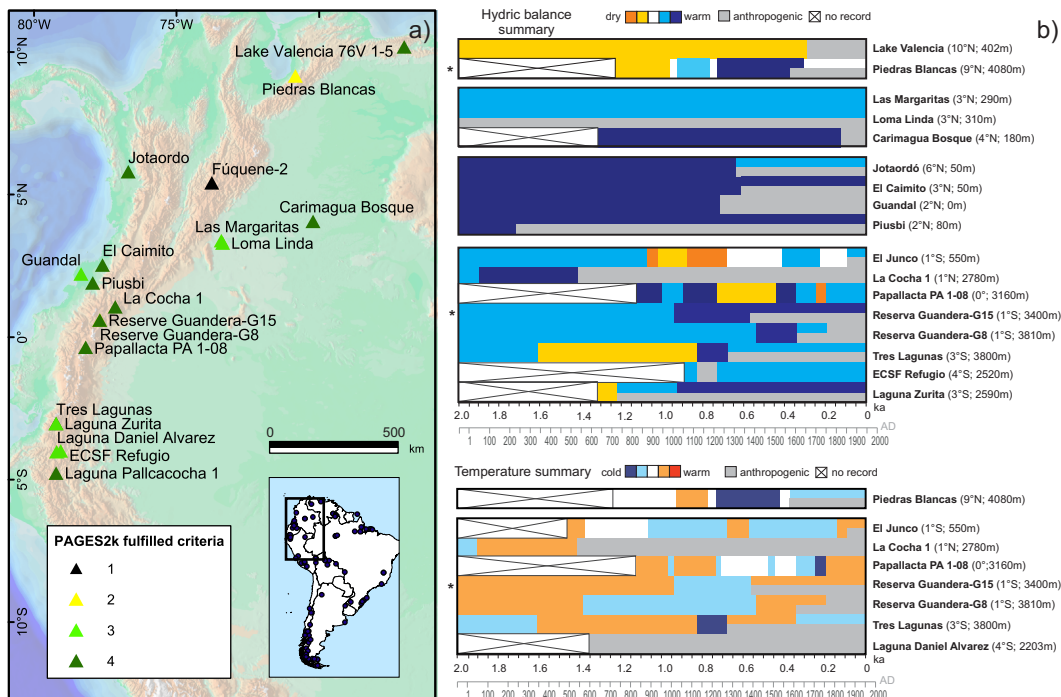 80°W
75°W
a)
10°N
5°N
0°
5°S
10°S
Lake Valencia 76V 1-5
Piedras Blancas
Jotaordo
Fúquene-2
Carimagua Bosque
Las Margaritas
Loma Linda
El Caimito
Guandal
Piusbi
La Cocha 1
Reserve Guandera-G15
Reserve Guandera-G8
Papallacta PA 1-08
Tres Lagunas
Laguna Zurita
Laguna Daniel Alvarez
ECSF Refugio
Laguna Pallcacocha 1
0 500
km
PAGES2k fulfilled criteria
1
2
3
4
b)
Hydric balance summary
dry warm anthropogenic no record
Lake Valencia (10°N; 402m)
* Piedras Blancas (9°N; 4080m)
Las Margaritas (3°N; 290m)
Loma Linda (3°N; 310m)
Carimagua Bosque (4°N; 180m)
Jotaordó (6°N; 50m)
El Caimito (3°N; 50m)
Guandal (2°N; 0m)
Piusbi (2°N; 80m)
El Junco (1°S; 550m)
La Cocha 1 (1°N; 2780m)
Papallacta PA 1-08 (0°; 3160m)
* Reserva Guandera-G15 (1°S; 3400m)
Reserva Guandera-G8 (1°S; 3810m)
Tres Lagunas (3°S; 3800m)
ECSF Refugio (4°S; 2520m)
Laguna Zurita (3°S; 2590m)
2.0 1.8 1.6 1.4 1.2 1.0 0.8 0.6 0.4 0.2 0
ka
AD
1 100 200 300 400 500 600 700 800 900 1000 1100 1200 1300 1400 1500 1600 1700 1800 1900 2000
Temperature summary
cold warm anthropogenic no record
Piedras Blancas (9°N; 4080m)
El Junco (1°S; 550m)
La Cocha 1 (1°N; 2780m)
Papallacta PA 1-08 (0°;3160m)
* Reserva Guandera-G15 (1°S; 3400m)
Reserva Guandera-G8 (1°S; 3810m)
Tres Lagunas (3°S; 3800m)
Laguna Daniel Alvarez (4°S; 2203m)
2.0 1.8 1.6 1.4 1.2 1.0 0.8 0.6 0.4 0.2 0
ka
AD
1 100 200 300 400 500 600 700 800 900 1000 1100 1200 1300 1400 1500 1600 1700 1800 1900 2000